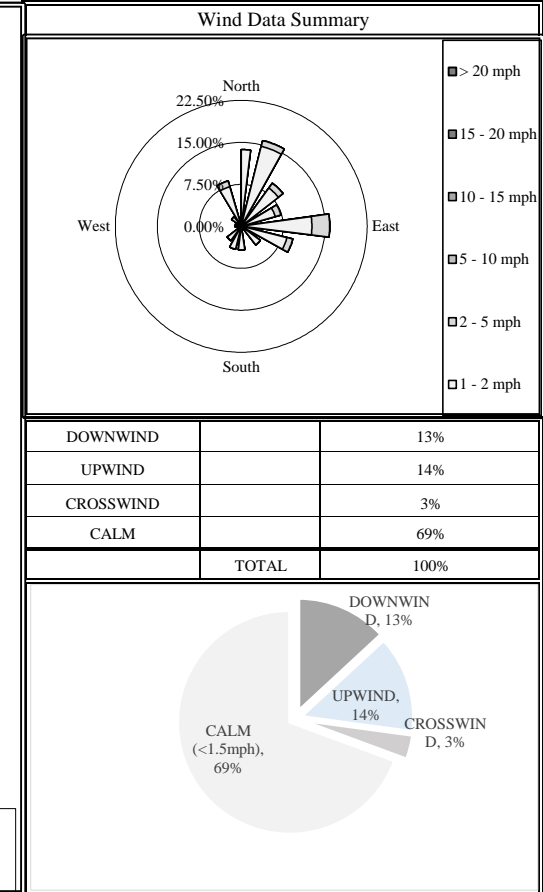 Wind Data Summary
North
22.50%
15.00%
7.50%
0.00%
West
East
South
> 20 mph
15 - 20 mph
10 - 15 mph
5 - 10 mph
2 - 5 mph
1 - 2 mph
DOWNWIND 13%
UPWIND 14%
CROSSWIND 3%
CALM 69%
TOTAL 100%
DOWNWIN
D, 13%
UPWIND,
14%
CROSSWIN
D, 3%
CALM
(<1.5mph),
69%